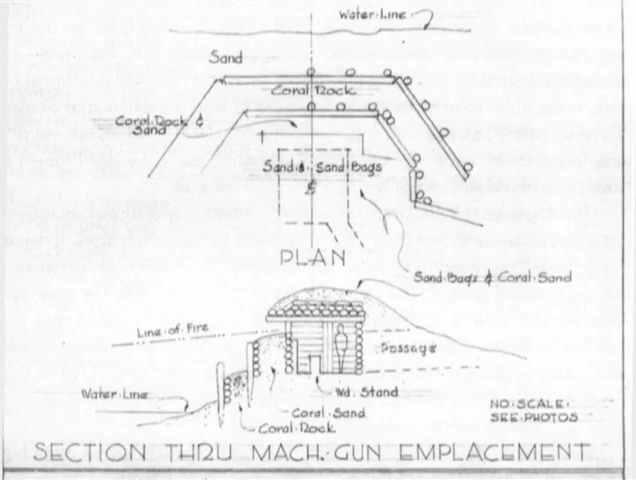 Water Line
Sand
Coral Rock
Coral Rock &
Sand
Sand & Sand Bags
PLAN
Sand Bags & Coral Sand
Line of Fire
Passage
Water Line
Wd. Stand
Coral Sand
Coral Rock
NO SCALE
SEE PHOTOS
SECTION THRU MACH. GUN EMPLACEMENT